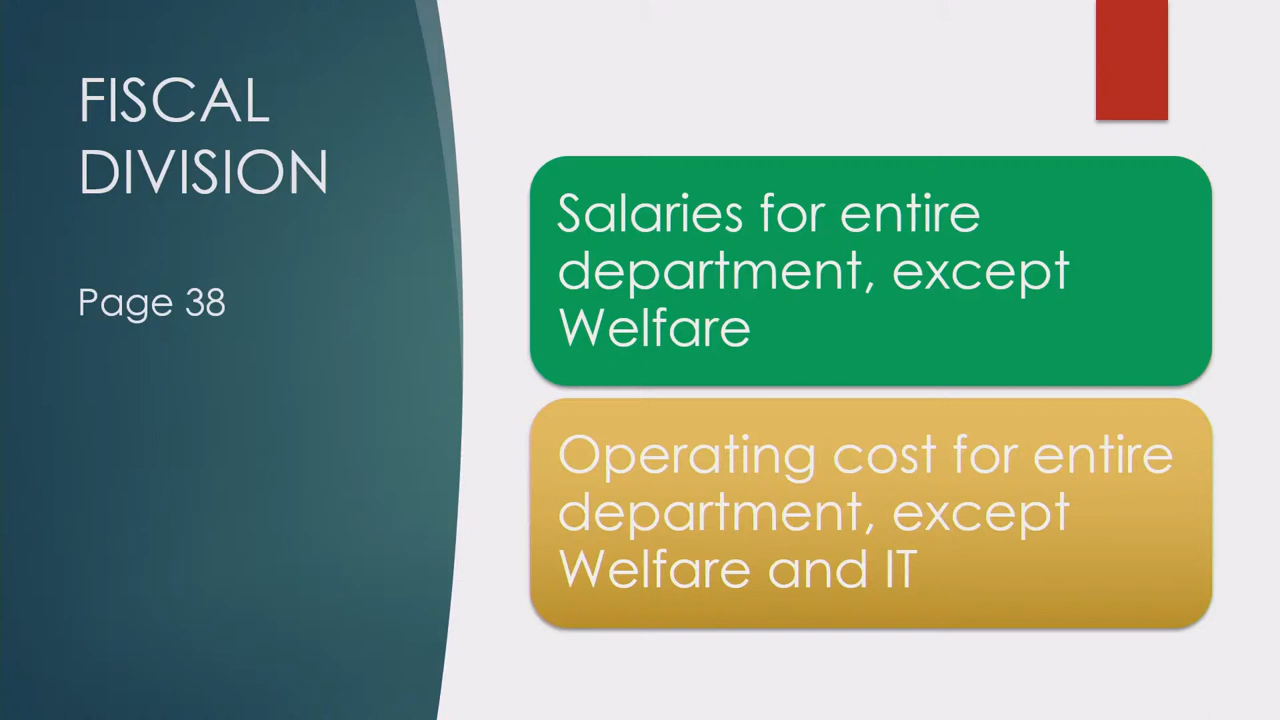 FISCAL
DIVISION
Page 38
Salaries for entire
department, except
Welfare
Operating cost for entire
department, except
Welfare and IT